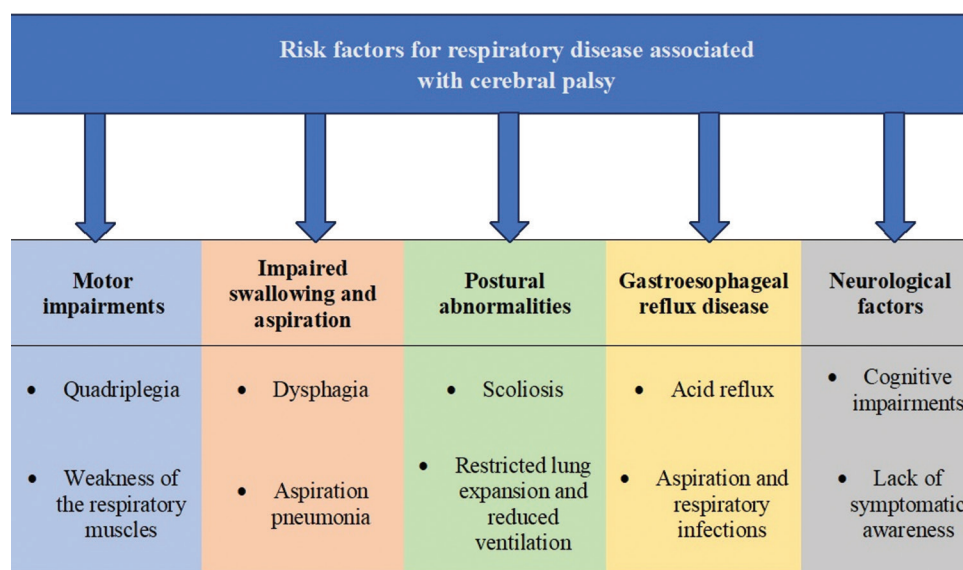 Risk factors for respiratory disease associated
with cerebral palsy
Motor
impairments
Impaired
swallowing and
aspiration
Postural
abnormalities
Gastroesophageal
reflux disease
Neurological
factors
• Quadriplegia
• Weakness of
the respiratory
muscles
• Dysphagia
• Aspiration
pneumonia
• Scoliosis
• Restricted lung
expansion and
reduced
ventilation
• Acid reflux
• Aspiration and
respiratory
infections
• Cognitive
impairments
• Lack of
symptomatic
awareness